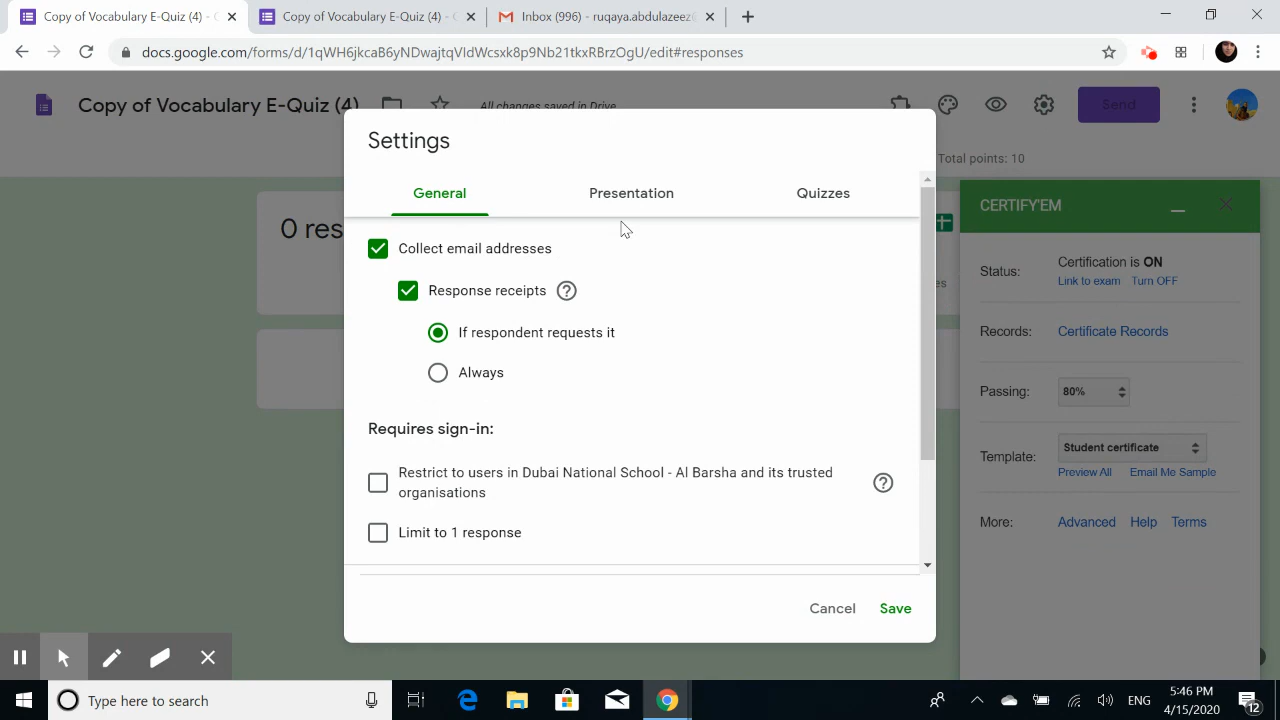 Copy of Vocabulary E-Quiz (4) -
Copy of Vocabulary E-Quiz (4) -
Inbox (996) - ruqaya.abdulazeez@
docs.google.com/forms/d/1qWH6jkcaB6yNDwajtqVIdWcsxk8p9Nb21tkxRBrzOgU/edit#responses
Copy of Vocabulary E-Quiz (4)
All changes saved in Drive
Send
Total points: 10
0 res
es
Settings
General
Presentation
Quizzes
Collect email addresses
Response receipts
If respondent requests it
Always
Requires sign-in:
Restrict to users in Dubai National School - Al Barsha and its trusted
organisations
Limit to 1 response
Cancel
Save
CERTIFY'EM
Status:
Certification is ON
Link to exam
Turn OFF
Records:
Certificate Records
Passing:
80%
Template:
Student certificate
Preview All
Email Me Sample
More:
Advanced
Help
Terms
Type here to search
ENG
5:46 PM
4/15/2020
12